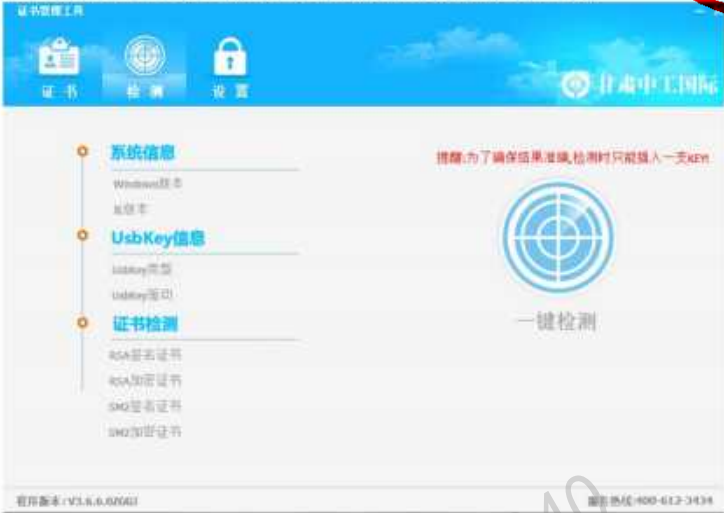 证书管理工具
证书 检测 设置
甘肃中工国际
系统信息
提醒:为了确保结果准确,检测时只能插入一支KEY!
Windows版本
IE版本
UsbKey信息
UsbKey类型
UsbKey驱动
一键检测
证书检测
RSA签名证书
RSA加密证书
SM2签名证书
SM2加密证书
程序版本:V3.6.6.0
服务热线:400-612-3434